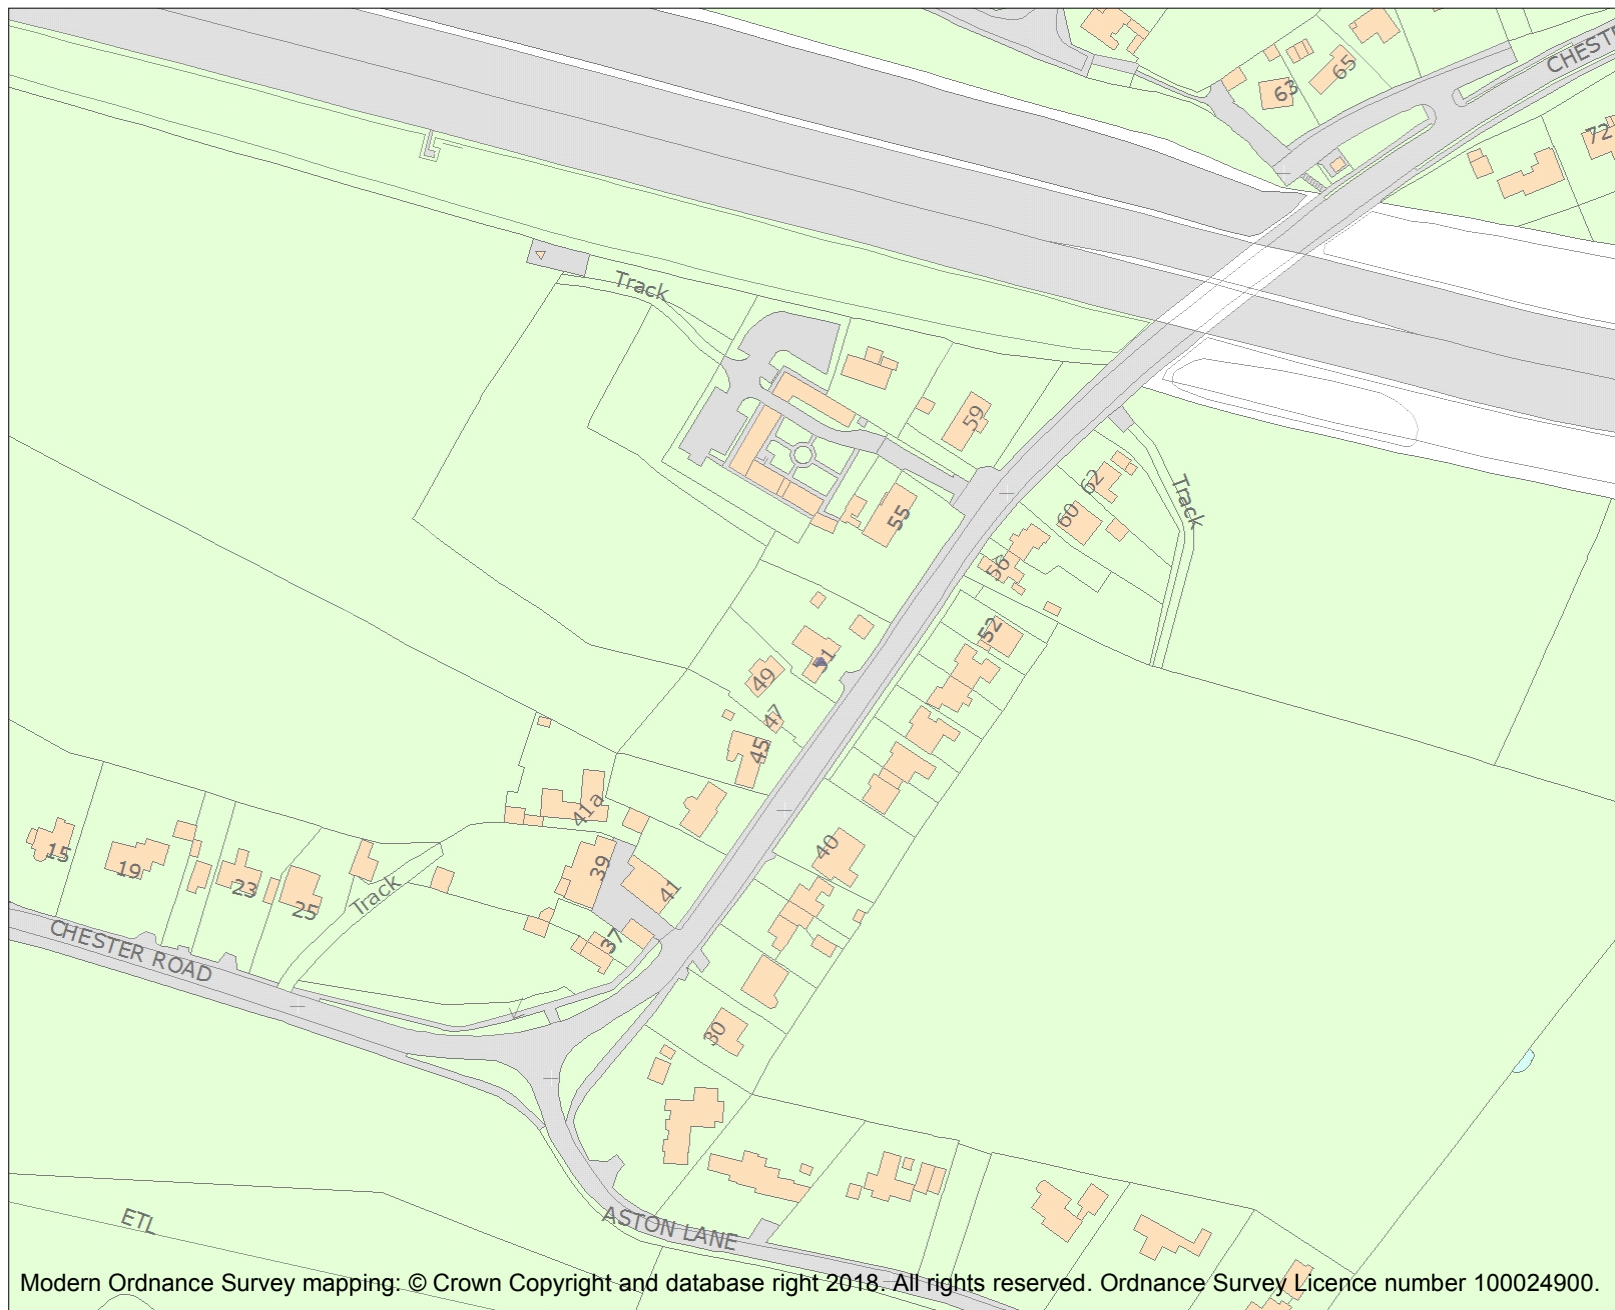 CHEST
65
63
72
Track
59
Track
62
60
55
56
52
51
49
47
45
41a
40
15
19
39
23
41
25
Track
37
CHESTER ROAD
30
ETL
ASTON LANE
Modern Ordnance Survey mapping: © Crown Copyright and database right 2018. All rights reserved. Ordnance Survey Licence number 100024900.